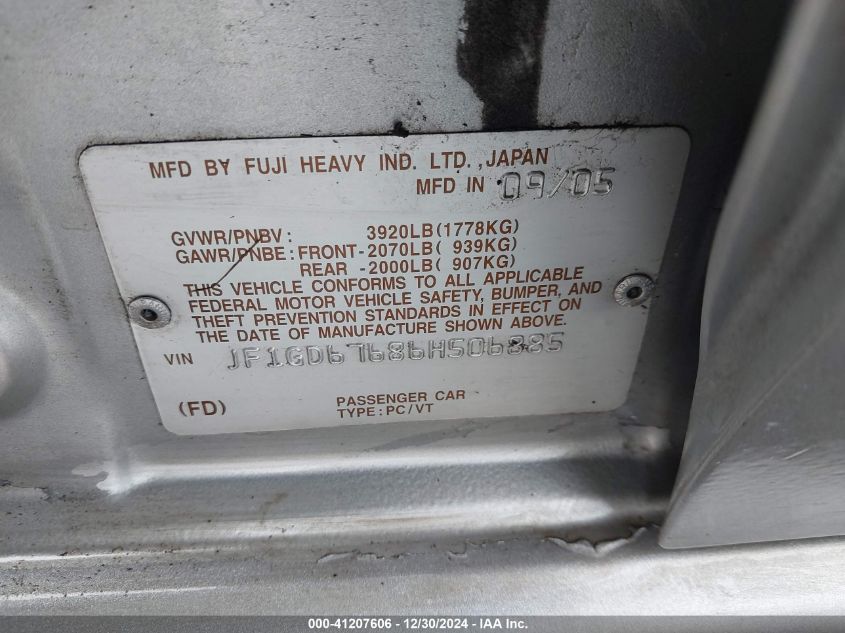 MFD BY FUJI HEAVY IND. LTD., JAPAN
MFD IN 09/05
GVWR/PNBV: 3920LB(1778KG)
GAWR/PNBE: FRONT-2070LB( 939KG)
REAR -2000LB( 907KG)
THIS VEHICLE CONFORMS TO ALL APPLICABLE
FEDERAL MOTOR VEHICLE SAFETY, BUMPER, AND
THEFT PREVENTION STANDARDS IN EFFECT ON
THE DATE OF MANUFACTURE SHOWN ABOVE.
VIN JF1GD67686H506885
(FD) PASSENGER CAR
TYPE: PC/VT
000-41207606 - 12/30/2024 - IAA Inc.